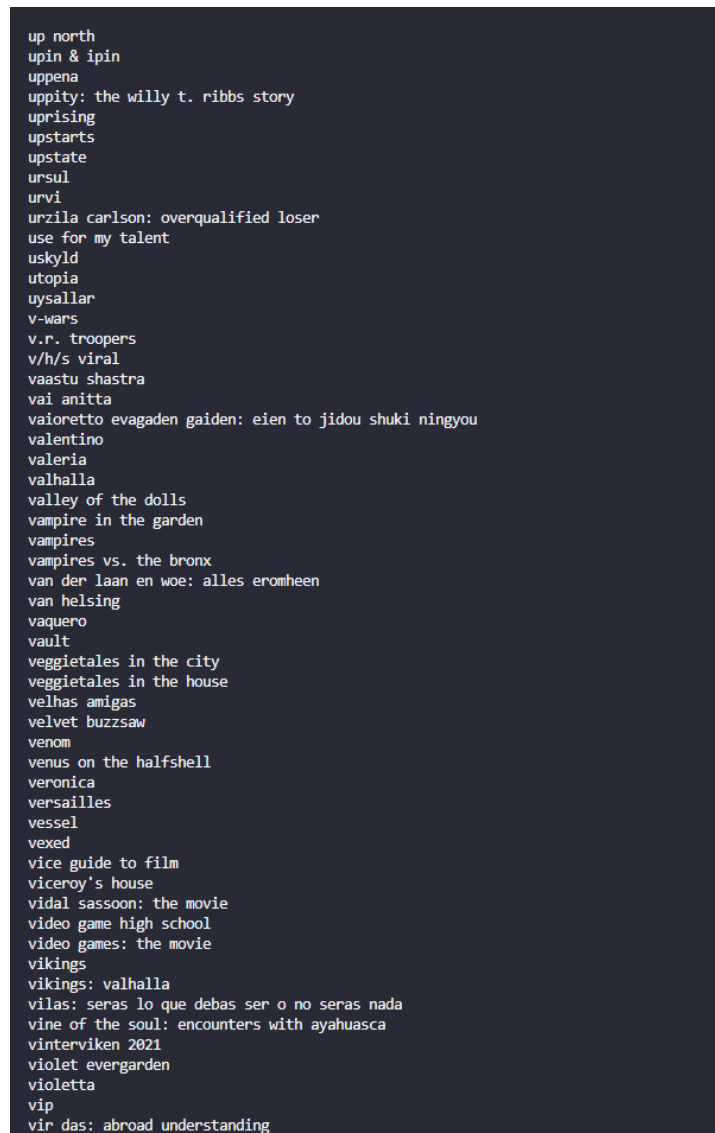 up north
upin & ipin
uppena
uppity: the willy t. ribbs story
uprising
upstarts
upstate
ursul
urvi
urzila carlson: overqualified loser
use for my talent
uskyld
utopia
uysallar
v-wars
v.r. troopers
v/h/s viral
vaastu shastra
vai anitta
vaioretto evagaden gaiden: eien to jidou shuki ningyou
valentino
valeria
valhalla
valley of the dolls
vampire in the garden
vampires
vampires vs. the bronx
van der laan en woe: alles eromheen
van helsing
vaquero
vault
veggietales in the city
veggietales in the house
velhas amigas
velvet buzzsaw
venom
venus on the halfshell
veronica
versailles
vessel
vexed
vice guide to film
viceroy's house
vidal sassoon: the movie
video game high school
video games: the movie
vikings
vikings: valhalla
vilas: seras lo que debas ser o no seras nada
vine of the soul: encounters with ayahuasca
vinterviken 2021
violet evergarden
violetta
vip
vir das: abroad understanding